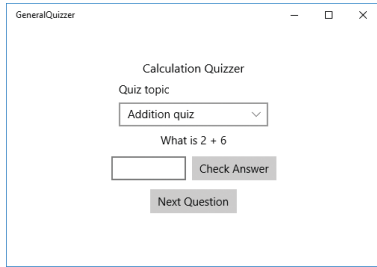 GeneralQuizzer
Calculation Quizzer
Quiz topic
Addition quiz
What is 2 + 6
Check Answer
Next Question